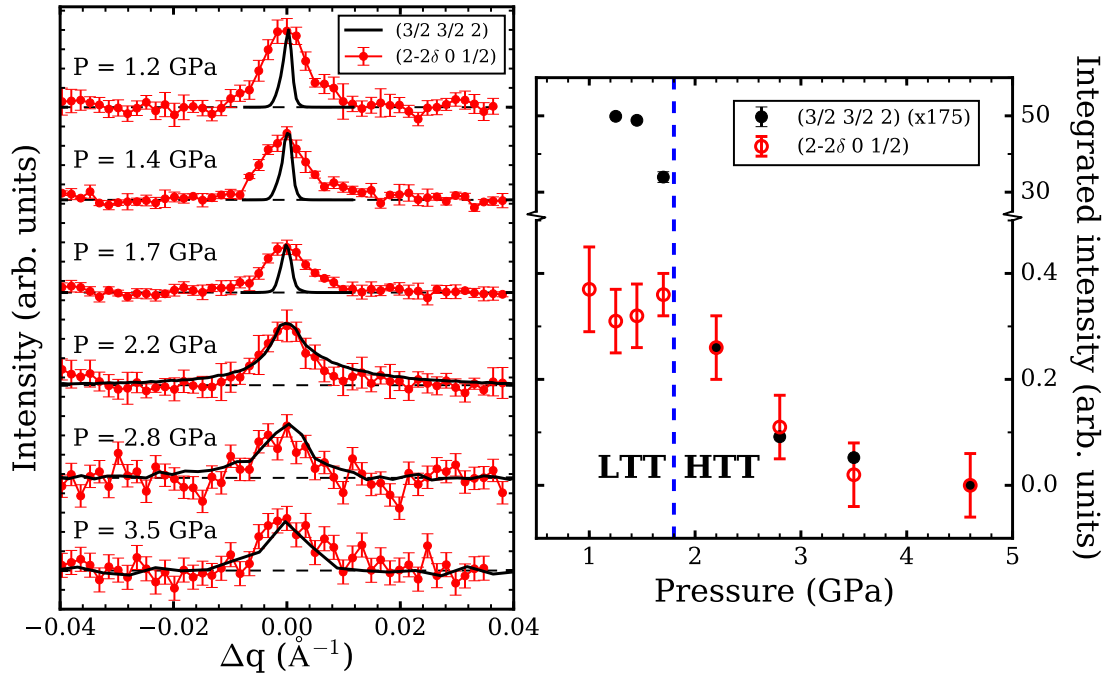 Intensity (arb. units)
(3/2 3/2 2)
(2-2δ 0 1/2)
P = 1.2 GPa
P = 1.4 GPa
P = 1.7 GPa
P = 2.2 GPa
P = 2.8 GPa
P = 3.5 GPa
−0.04 −0.02 0.00 0.02 0.04
Δq (Å⁻¹)
(3/2 3/2 2) (x175)
(2-2δ 0 1/2)
50
30
0.4
0.2
0.0
LTT HTT
1 2 3 4 5
Pressure (GPa)
Integrated intensity (arb. units)